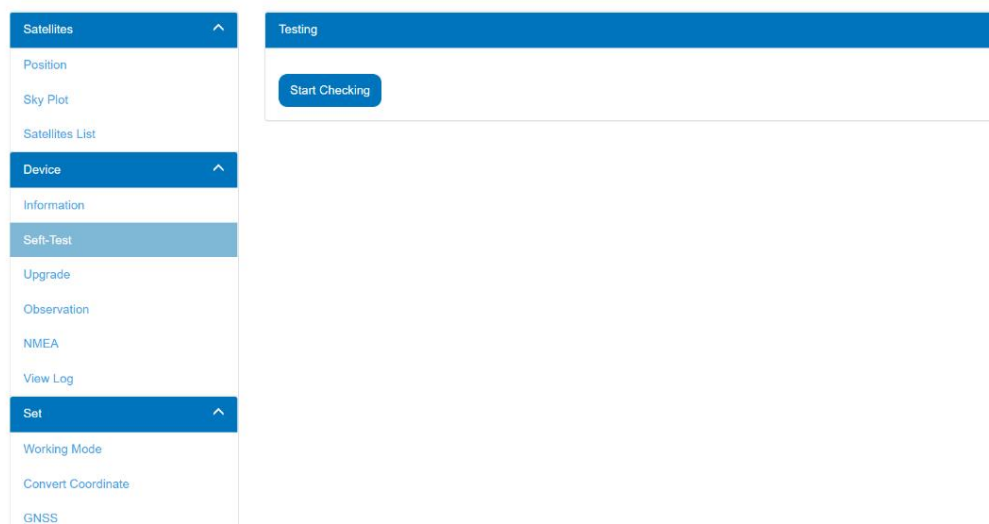 Satellites
Position
Sky Plot
Satellites List
Device
Information
Seft-Test
Upgrade
Observation
NMEA
View Log
Set
Working Mode
Convert Coordinate
GNSS
Testing
Start Checking